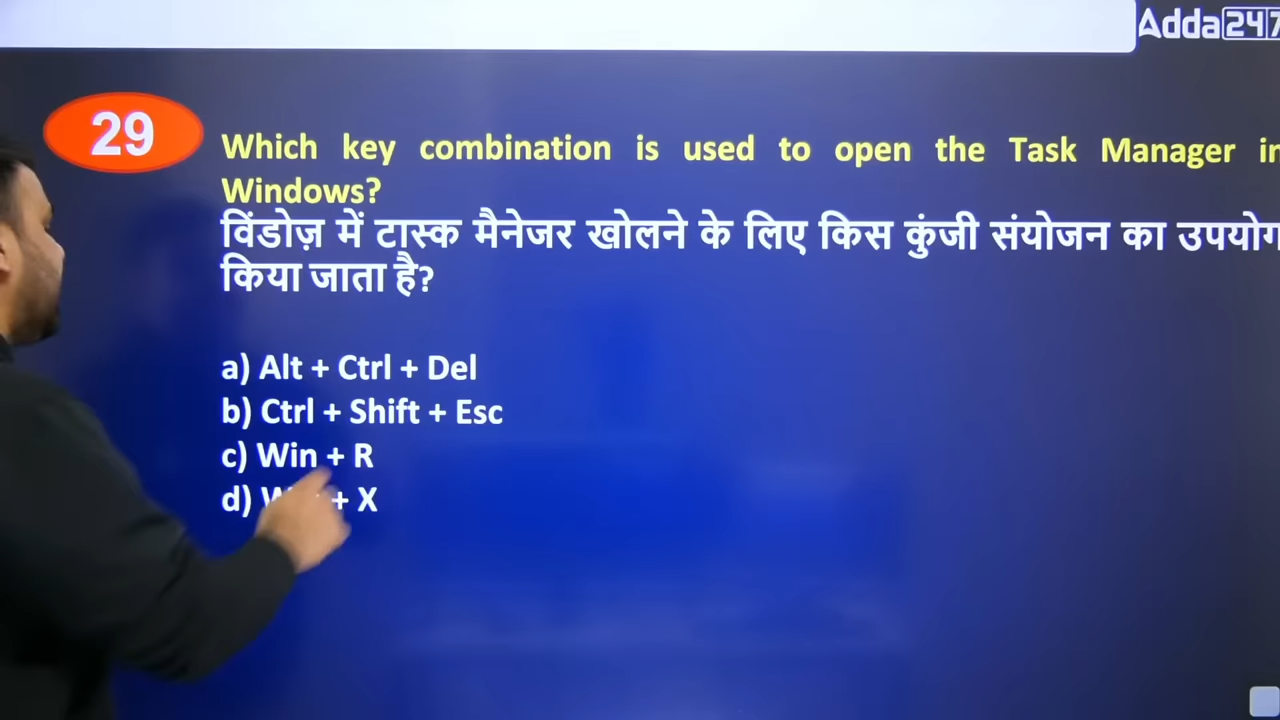 Adda247
29
Which key combination is used to open the Task Manager in
Windows?
विंडोज़ में टास्क मैनेजर खोलने के लिए किस कुंजी संयोजन का उपयोग
किया जाता है?
a) Alt + Ctrl + Del
b) Ctrl + Shift + Esc
c) Win + R
d) + X